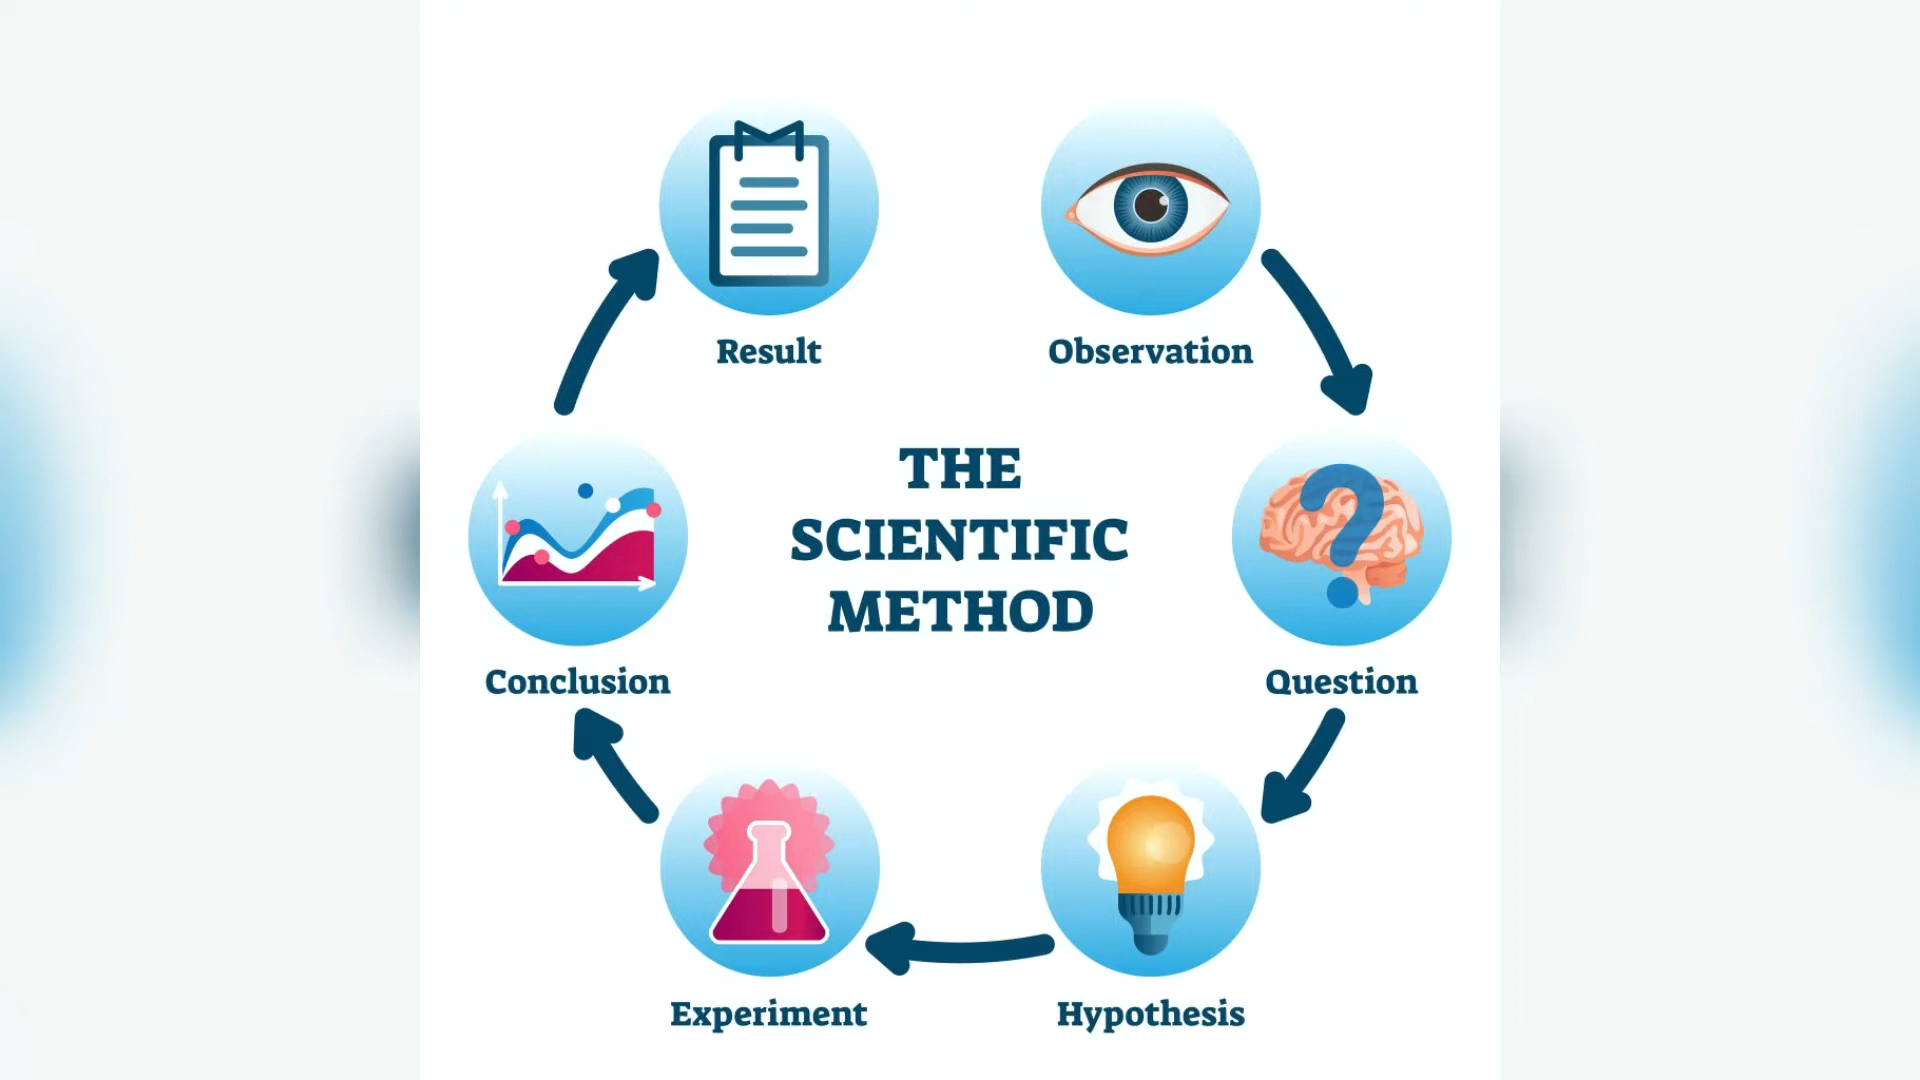 Result
Observation
THE
SCIENTIFIC
METHOD
Conclusion
Question
Experiment
Hypothesis